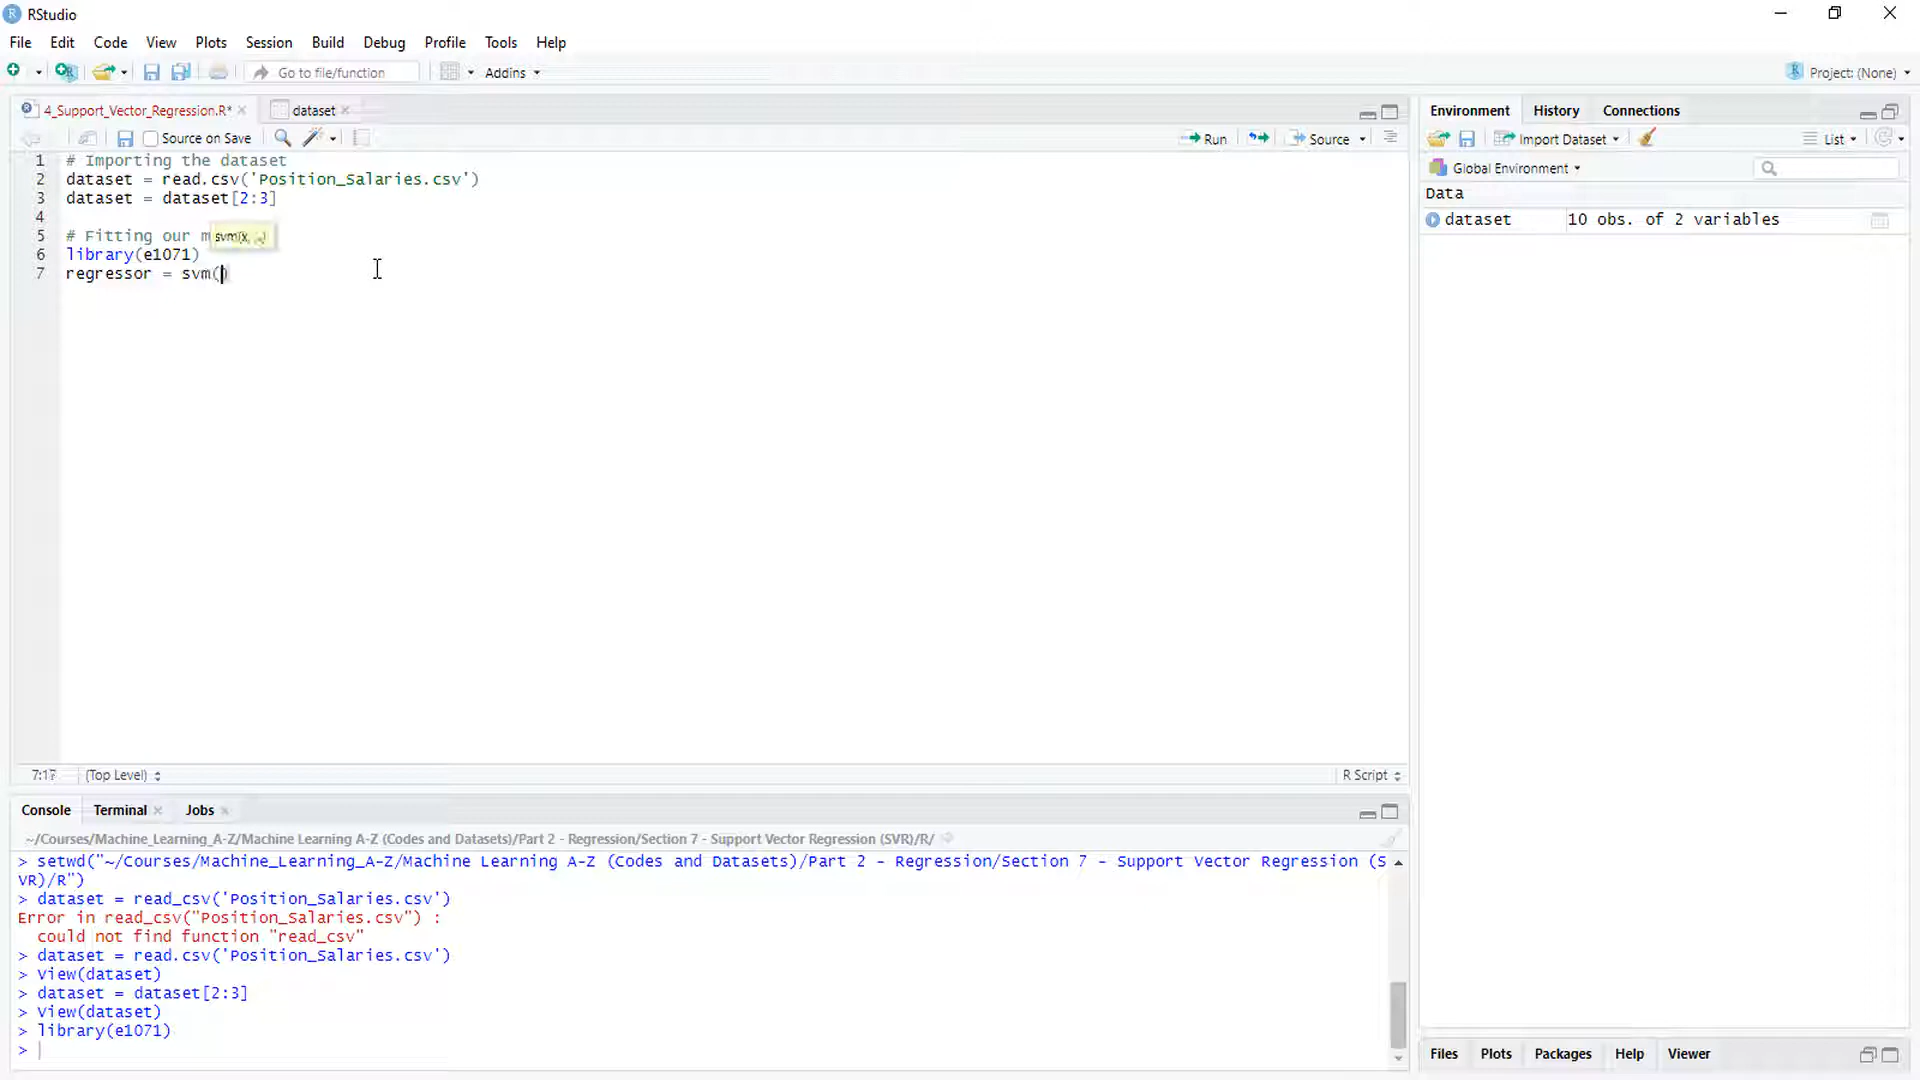 RStudio
File Edit Code View Plots Session Build Debug Profile Tools Help
Go to file/function Addins Project: (None)
4_Support_Vector_Regression.R* dataset
Source on Save Run Source
1 # Importing the dataset
2 dataset = read.csv('Position_Salaries.csv')
3 dataset = dataset[2:3]
4
5 # Fitting our m
svm(x, ...)
6 library(e1071)
7 regressor = svm()
7:17 (Top Level) R Script
Environment History Connections
Import Dataset List
Global Environment
Data
dataset 10 obs. of 2 variables
Console Terminal Jobs
~/Courses/Machine_Learning_A-Z/Machine Learning A-Z (Codes and Datasets)/Part 2 - Regression/Section 7 - Support Vector Regression (SVR)/R/
> setwd("~/Courses/Machine_Learning_A-Z/Machine Learning A-Z (Codes and Datasets)/Part 2 - Regression/Section 7 - Support Vector Regression (S
VR)/R")
> dataset = read_csv('Position_Salaries.csv')
Error in read_csv("Position_Salaries.csv") :
could not find function "read_csv"
> dataset = read.csv('Position_Salaries.csv')
> View(dataset)
> dataset = dataset[2:3]
> View(dataset)
> library(e1071)
>
Files Plots Packages Help Viewer